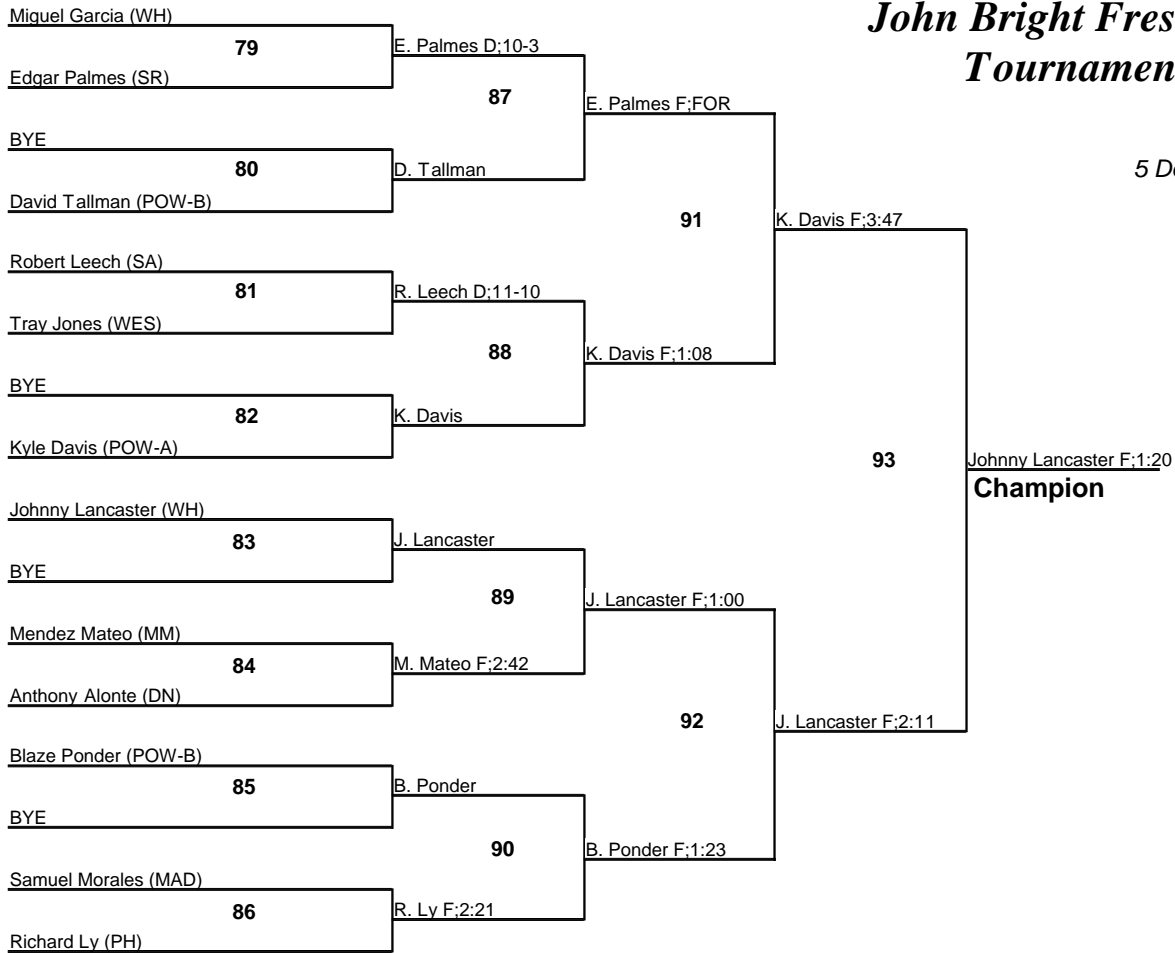 John Bright Fres
Tournamen
5 D
Miguel Garcia (WH)
79
Edgar Palmes (SR)
E. Palmes D;10-3
87
BYE
80
David Tallman (POW-B)
D. Tallman
E. Palmes F;FOR
91
Robert Leech (SA)
81
Tray Jones (WES)
R. Leech D;11-10
88
BYE
82
Kyle Davis (POW-A)
K. Davis
K. Davis F;1:08
K. Davis F;3:47
93
Johnny Lancaster F;1:20
Champion
Johnny Lancaster (WH)
83
BYE
J. Lancaster
89
Mendez Mateo (MM)
84
Anthony Alonte (DN)
M. Mateo F;2:42
J. Lancaster F;1:00
92
J. Lancaster F;2:11
Blaze Ponder (POW-B)
85
BYE
B. Ponder
90
Samuel Morales (MAD)
86
Richard Ly (PH)
R. Ly F;2:21
B. Ponder F;1:23